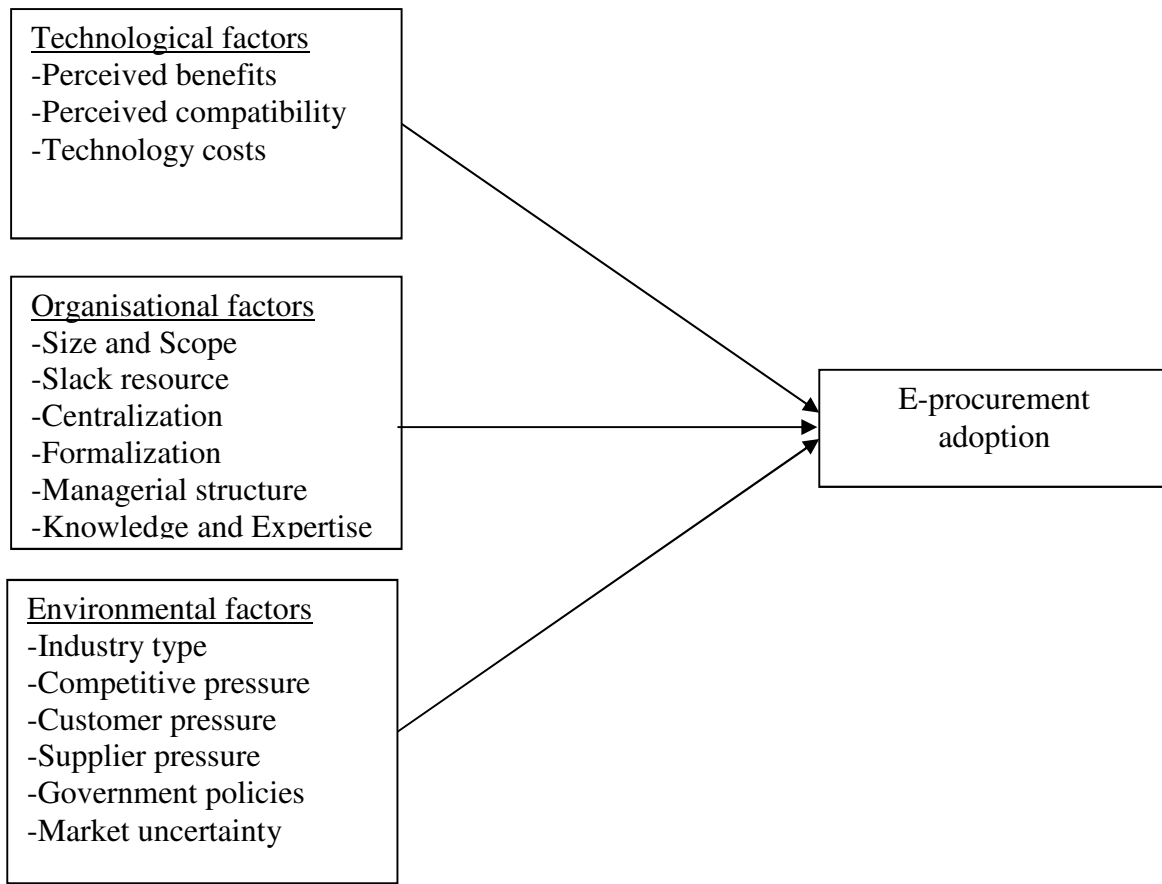 Technological factors
-Perceived benefits
-Perceived compatibility
-Technology costs
Organisational factors
-Size and Scope
-Slack resource
-Centralization
-Formalization
-Managerial structure
-Knowledge and Expertise
Environmental factors
-Industry type
-Competitive pressure
-Customer pressure
-Supplier pressure
-Government policies
-Market uncertainty
E-procurement
adoption